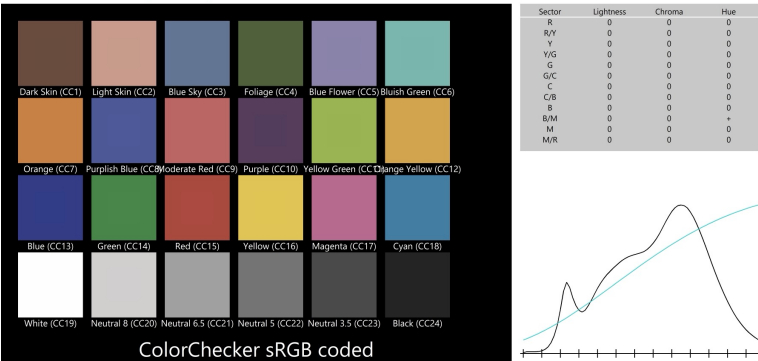 Dark Skin (CC1) Light Skin (CC2) Blue Sky (CC3) Foliage (CC4) Blue Flower (CC5) Bluish Green (CC6)
Orange (CC7) Purplish Blue (CC8) Moderate Red (CC9) Purple (CC10) Yellow Green (CC11) Orange Yellow (CC12)
Blue (CC13) Green (CC14) Red (CC15) Yellow (CC16) Magenta (CC17) Cyan (CC18)
White (CC19) Neutral 8 (CC20) Neutral 6.5 (CC21) Neutral 5 (CC22) Neutral 3.5 (CC23) Black (CC24)
ColorChecker sRGB coded
Sector Lightness Chroma Hue
R 0 0 0
R/Y 0 0 0
Y 0 0 0
Y/G 0 0 0
G 0 0 0
G/C 0 0 0
C 0 0 0
C/B 0 0 0
B 0 0 0
B/M 0 0 +
M 0 0 0
M/R 0 0 0